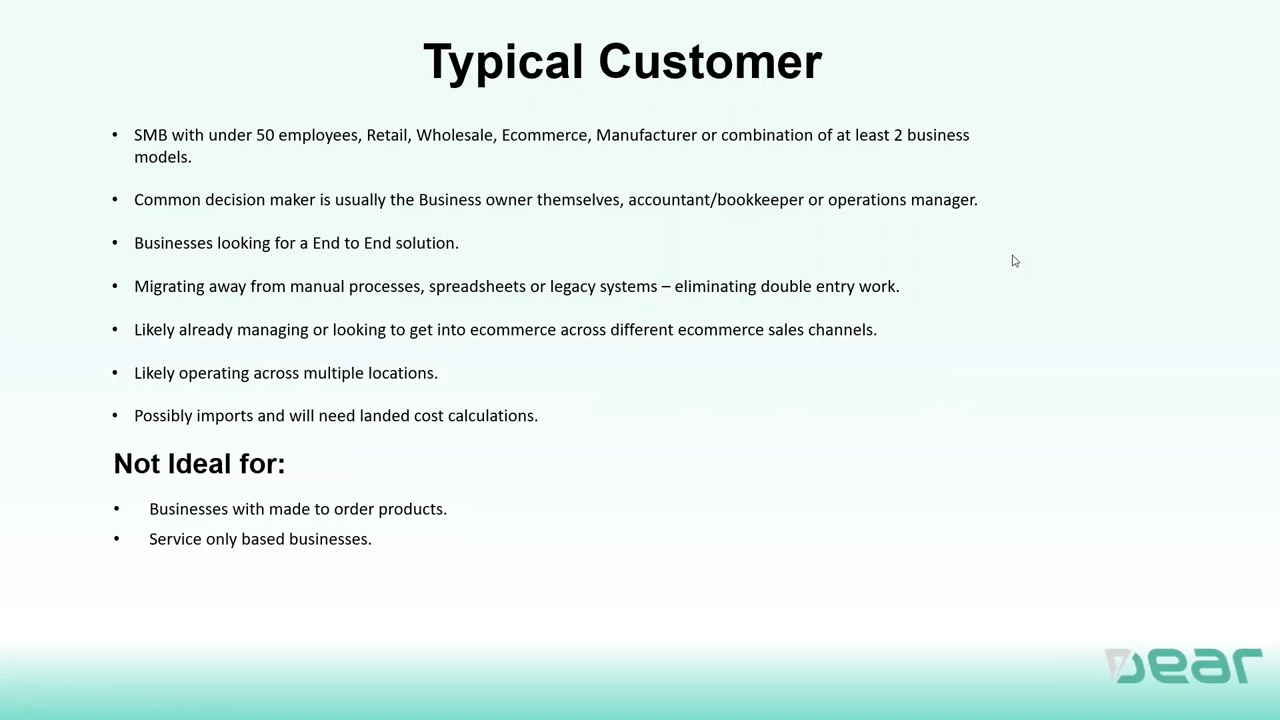 Typical Customer
• SMB with under 50 employees, Retail, Wholesale, Ecommerce, Manufacturer or combination of at least 2 business
models.
• Common decision maker is usually the Business owner themselves, accountant/bookkeeper or operations manager.
• Businesses looking for a End to End solution.
• Migrating away from manual processes, spreadsheets or legacy systems – eliminating double entry work.
• Likely already managing or looking to get into ecommerce across different ecommerce sales channels.
• Likely operating across multiple locations.
• Possibly imports and will need landed cost calculations.
Not Ideal for:
• Businesses with made to order products.
• Service only based businesses.
Dear